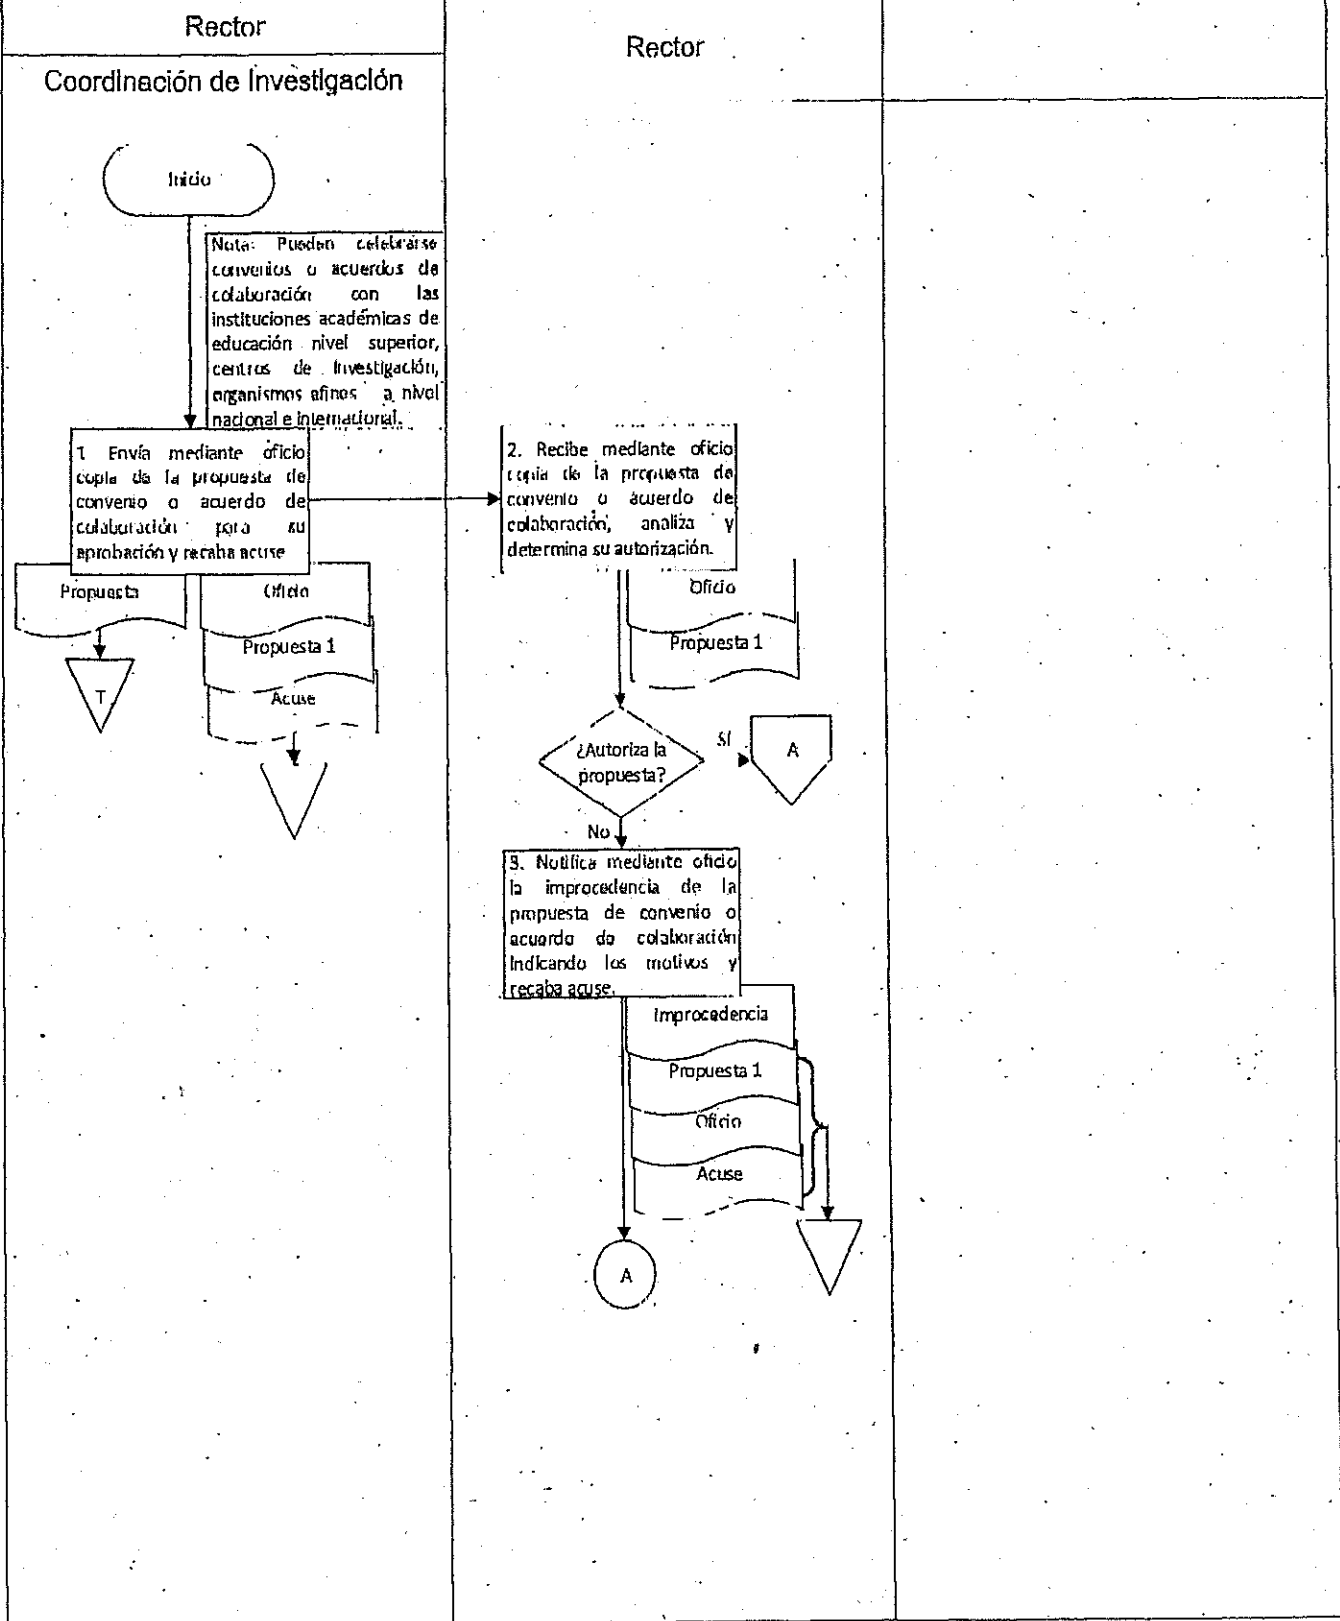 Rector
Coordinación de Investigación
Inicio
Nota: Pueden celebrarse
convenios o acuerdos de
colaboración con las
instituciones académicas de
educación nivel superior,
centros de investigación,
organismos afines a nivel
nacional e internacional.
1 Envía mediante oficio
copia de la propuesta de
convenio o acuerdo de
colaboración para su
aprobación y recaba acuse
Propuesta
T
Oficio
Propuesta 1
Acuse
Rector
2. Recibe mediante oficio
copia de la propuesta de
convenio o acuerdo de
colaboración, analiza y
determina su autorización.
Oficio
Propuesta 1
¿Autoriza la
propuesta?
SI
A
No
3. Notifica mediante oficio
la improcedencia de la
propuesta de convenio o
acuerdo de colaboración
indicando los motivos y
recaba acuse.
Improcedencia
Propuesta 1
Oficio
Acuse
A